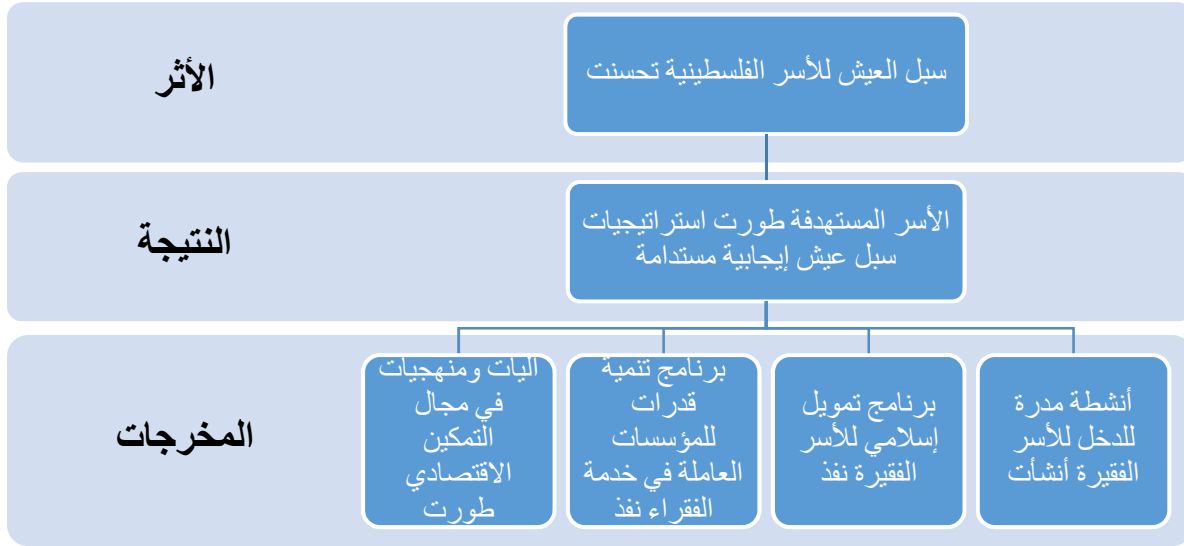 الأثر
سبل العيش للأسر الفلسطينية تحسنت
النتيجة
الأسر المستهدفة طورت استراتيجيات
سبل عيش إيجابية مستدامة
المخرجات
أنشطة مدرة
للدخل للأسر
الفقيرة أنشأت
برنامج تمويل
إسلامي للأسر
الفقيرة نفذ
برنامج تنمية
قدرات
للمؤسسات
العاملة في خدمة
الفقراء نفذ
اليات ومنهجيات
في مجال
التمكين
الاقتصادي
طورت